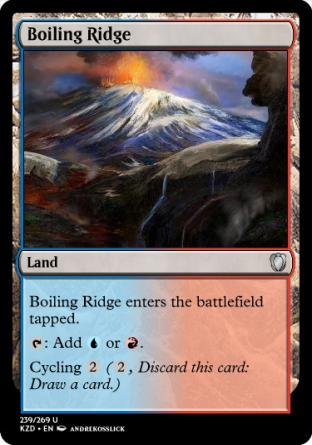 Boiling Ridge
Land
Boiling Ridge enters the battlefield
tapped.
: Add or .
Cycling 2 ( 2 , Discard this card:
Draw a card.)
239/269 U
KZD • EN ANDREKOSSLICK